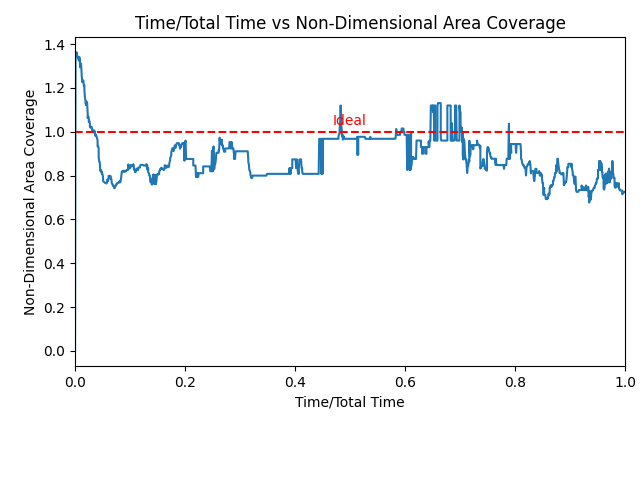 Time/Total Time vs Non-Dimensional Area Coverage
Non-Dimensional Area Coverage
1.4
1.2
1.0
0.8
0.6
0.4
0.2
0.0
Ideal
0.0 0.2 0.4 0.6 0.8 1.0
Time/Total Time